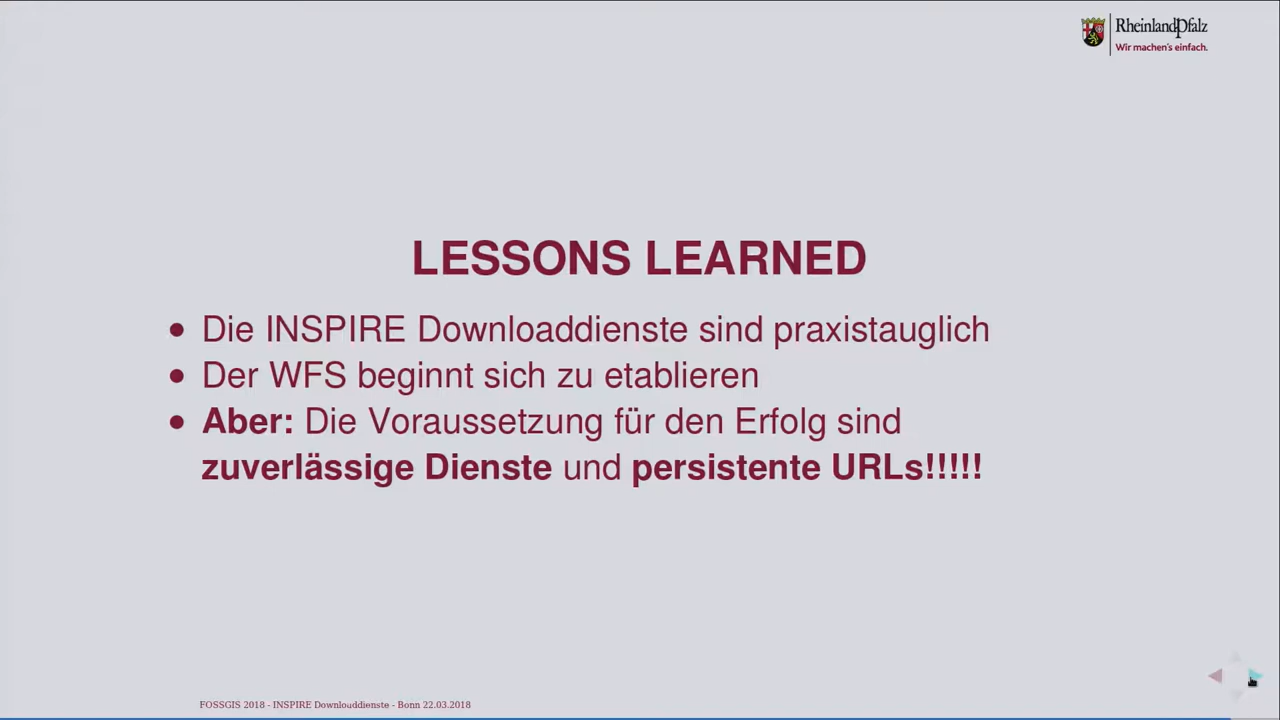 RheinlandPfalz
Wir machen's einfach.
LESSONS LEARNED
• Die INSPIRE Downloaddienste sind praxistauglich
• Der WFS beginnt sich zu etablieren
• Aber: Die Voraussetzung für den Erfolg sind
zuverlässige Dienste und persistente URLs!!!!!
FOSSGIS 2018 - INSPIRE Downlouddienste - Bonn 22.03.2018